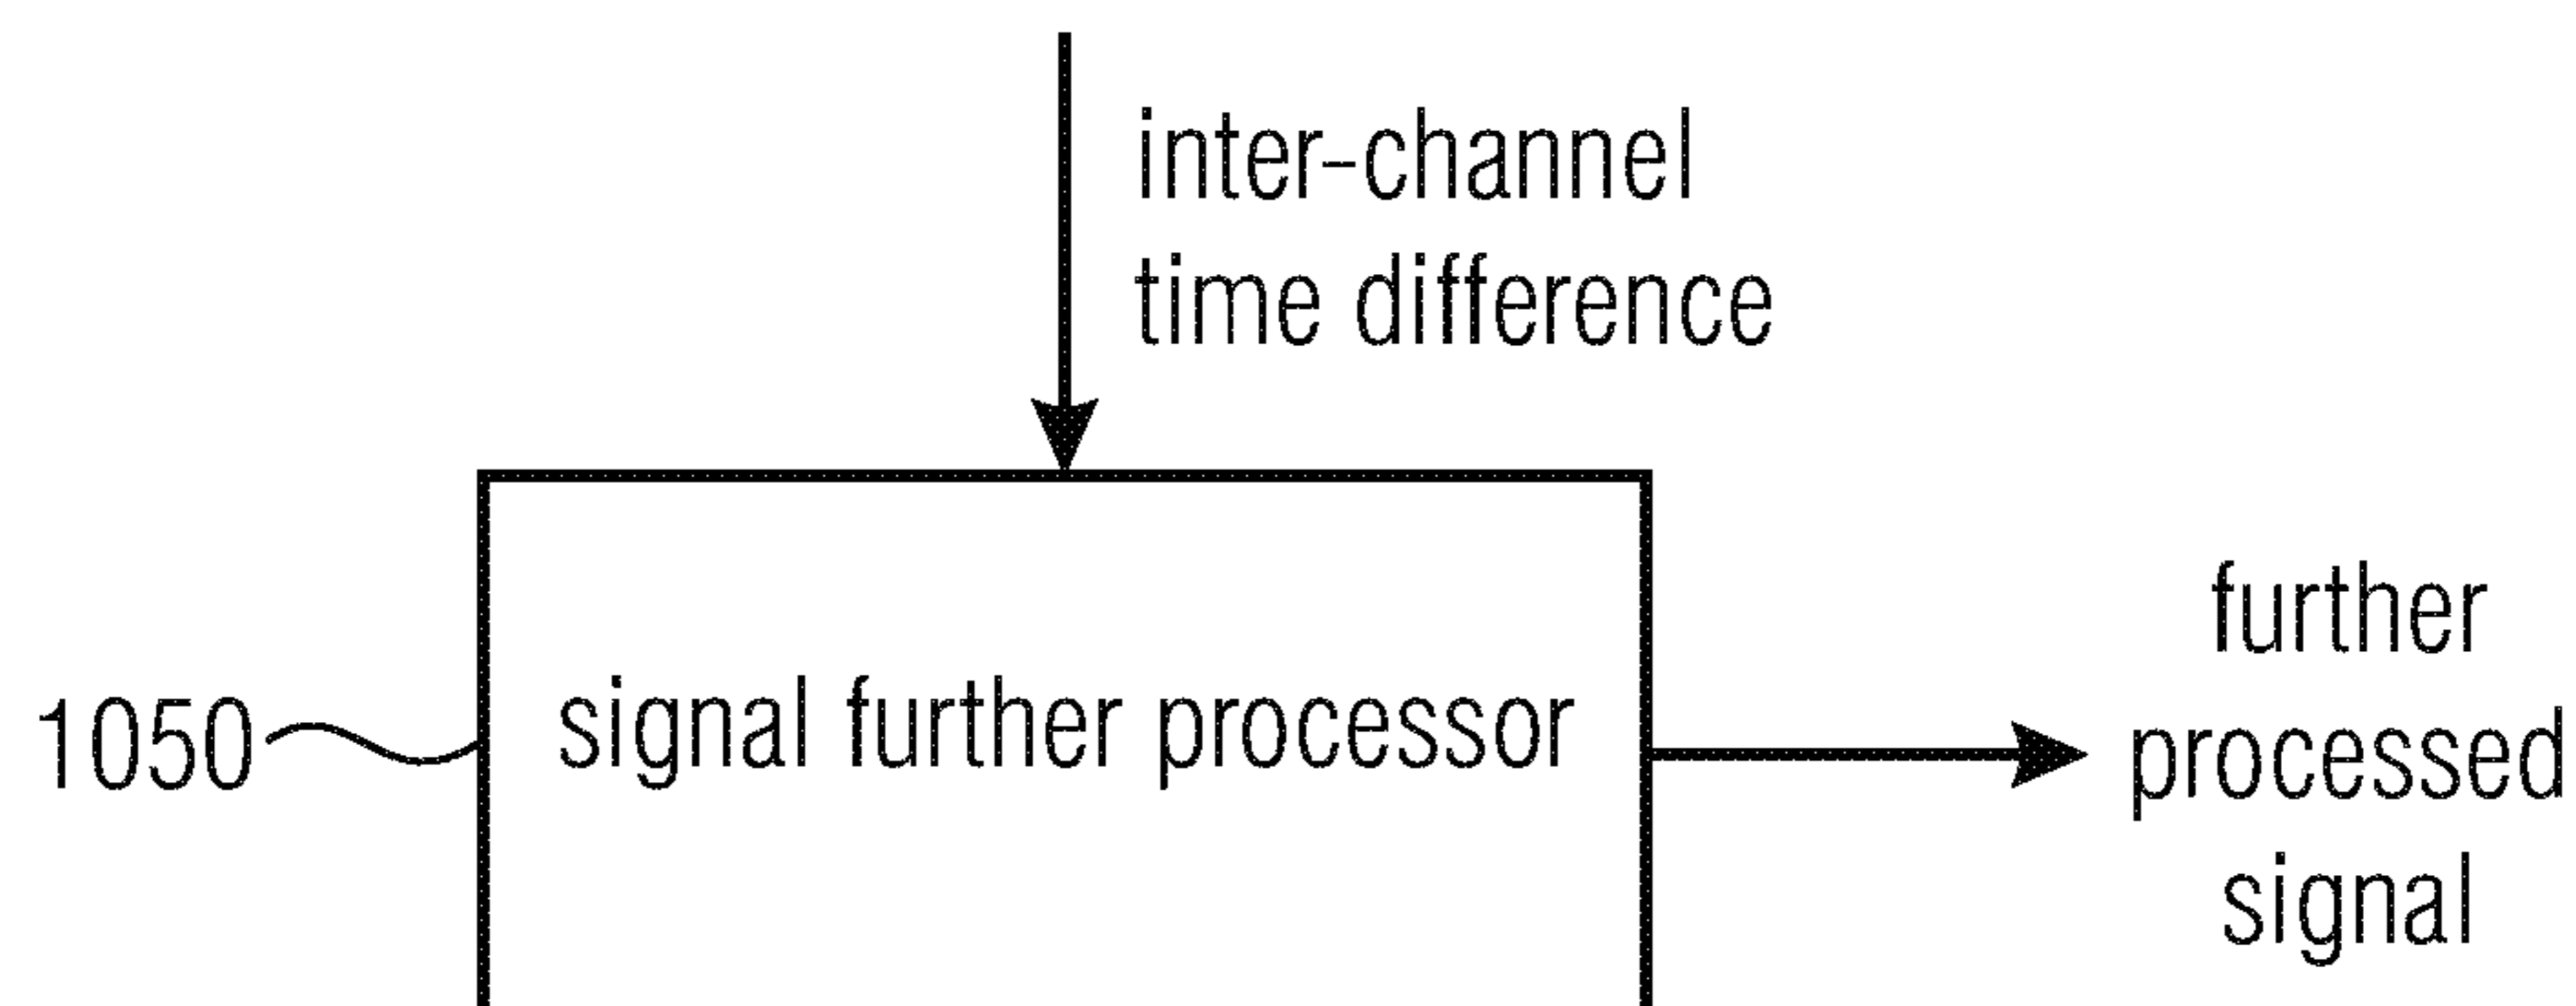 inter-channel
time difference
1050
signal further processor
further
processed
signal